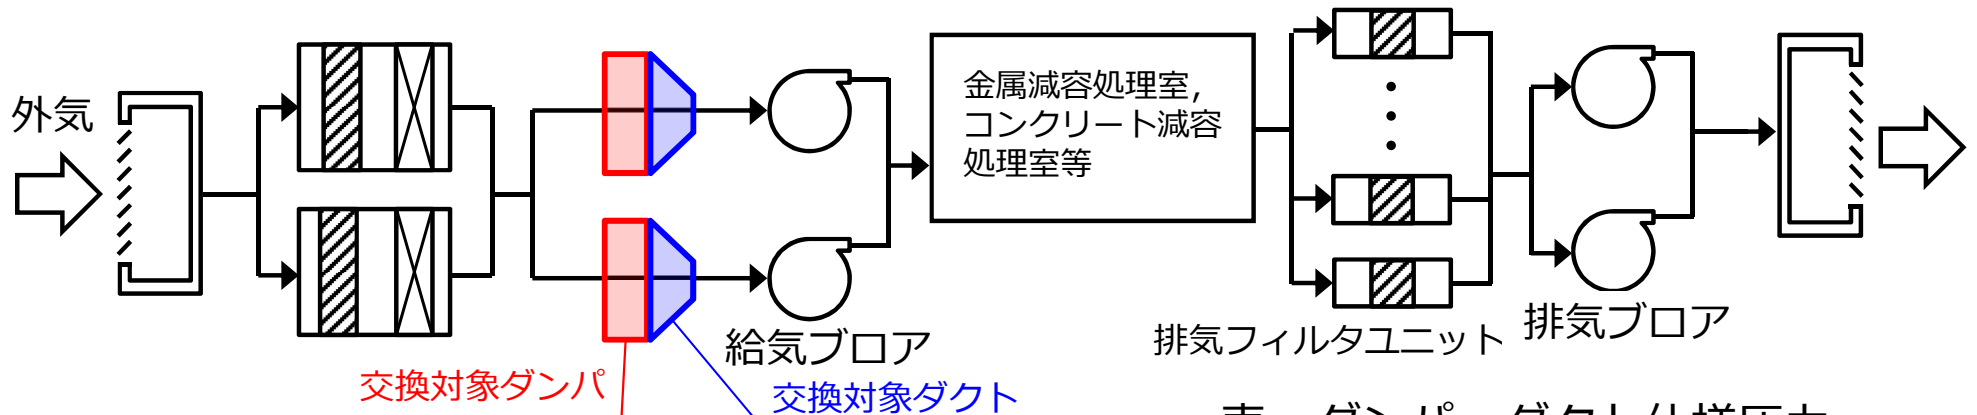 外気
金属減容処理室,
コンクリート減容
処理室等
給気ブロア
排気フィルタユニット
排気ブロア
交換対象ダンパ
交換対象ダクト